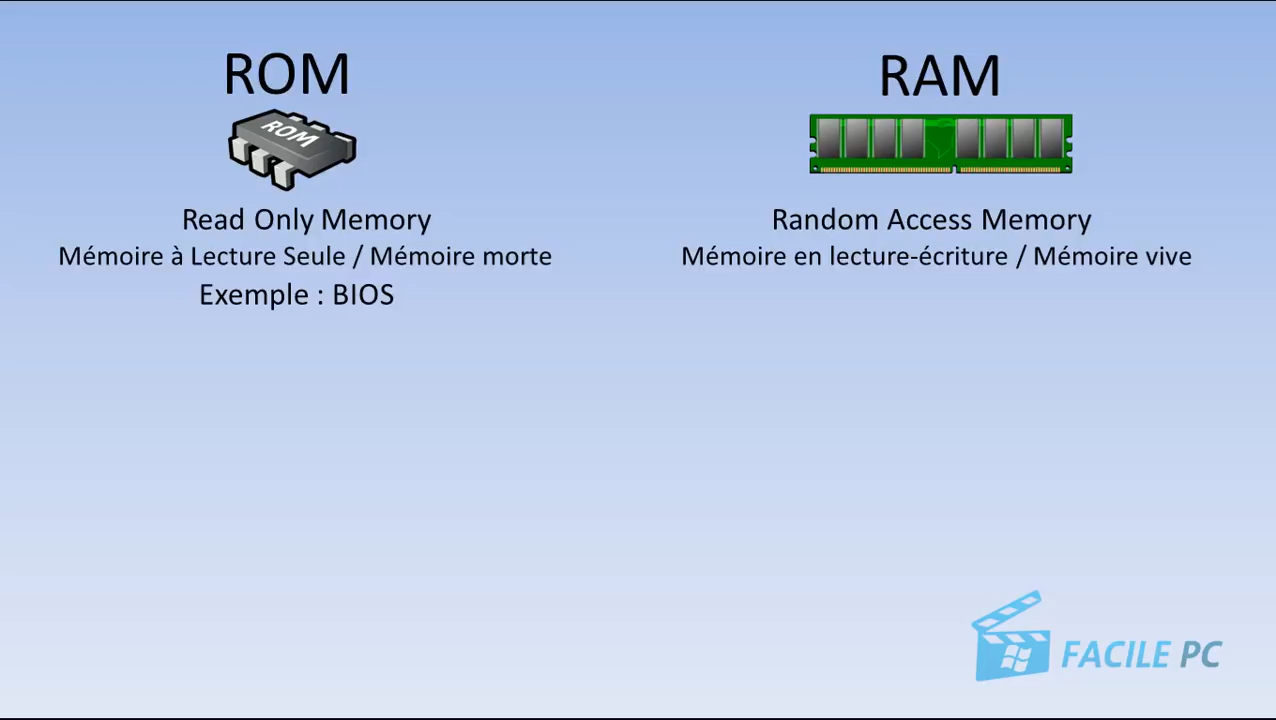 ROM
ROM
Read Only Memory
Mémoire à Lecture Seule / Mémoire morte
Exemple : BIOS
RAM
Random Access Memory
Mémoire en lecture-écriture / Mémoire vive
FACILE PC